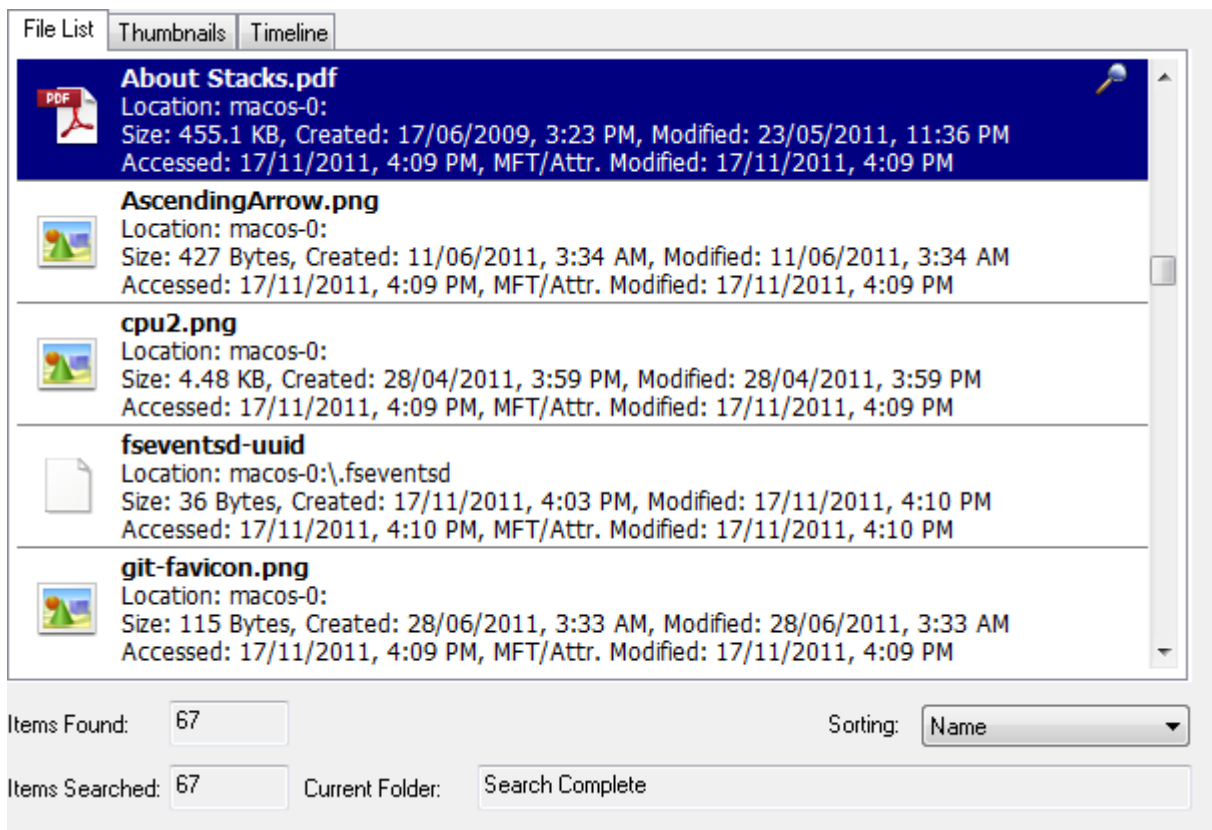 File List Thumbnails Timeline
About Stacks.pdf
PDF
Location: macos-0:
Size: 455.1 KB, Created: 17/06/2009, 3:23 PM, Modified: 23/05/2011, 11:36 PM
Accessed: 17/11/2011, 4:09 PM, MFT/Attr. Modified: 17/11/2011, 4:09 PM
AscendingArrow.png
Location: macos-0:
Size: 427 Bytes, Created: 11/06/2011, 3:34 AM, Modified: 11/06/2011, 3:34 AM
Accessed: 17/11/2011, 4:09 PM, MFT/Attr. Modified: 17/11/2011, 4:09 PM
cpu2.png
Location: macos-0:
Size: 4.48 KB, Created: 28/04/2011, 3:59 PM, Modified: 28/04/2011, 3:59 PM
Accessed: 17/11/2011, 4:09 PM, MFT/Attr. Modified: 17/11/2011, 4:09 PM
fseventsd-uuid
Location: macos-0:\.fseventsd
Size: 36 Bytes, Created: 17/11/2011, 4:03 PM, Modified: 17/11/2011, 4:10 PM
Accessed: 17/11/2011, 4:10 PM, MFT/Attr. Modified: 17/11/2011, 4:10 PM
git-favicon.png
Location: macos-0:
Size: 115 Bytes, Created: 28/06/2011, 3:33 AM, Modified: 28/06/2011, 3:33 AM
Accessed: 17/11/2011, 4:09 PM, MFT/Attr. Modified: 17/11/2011, 4:09 PM
Items Found: 67 Sorting: Name
Items Searched: 67 Current Folder: Search Complete